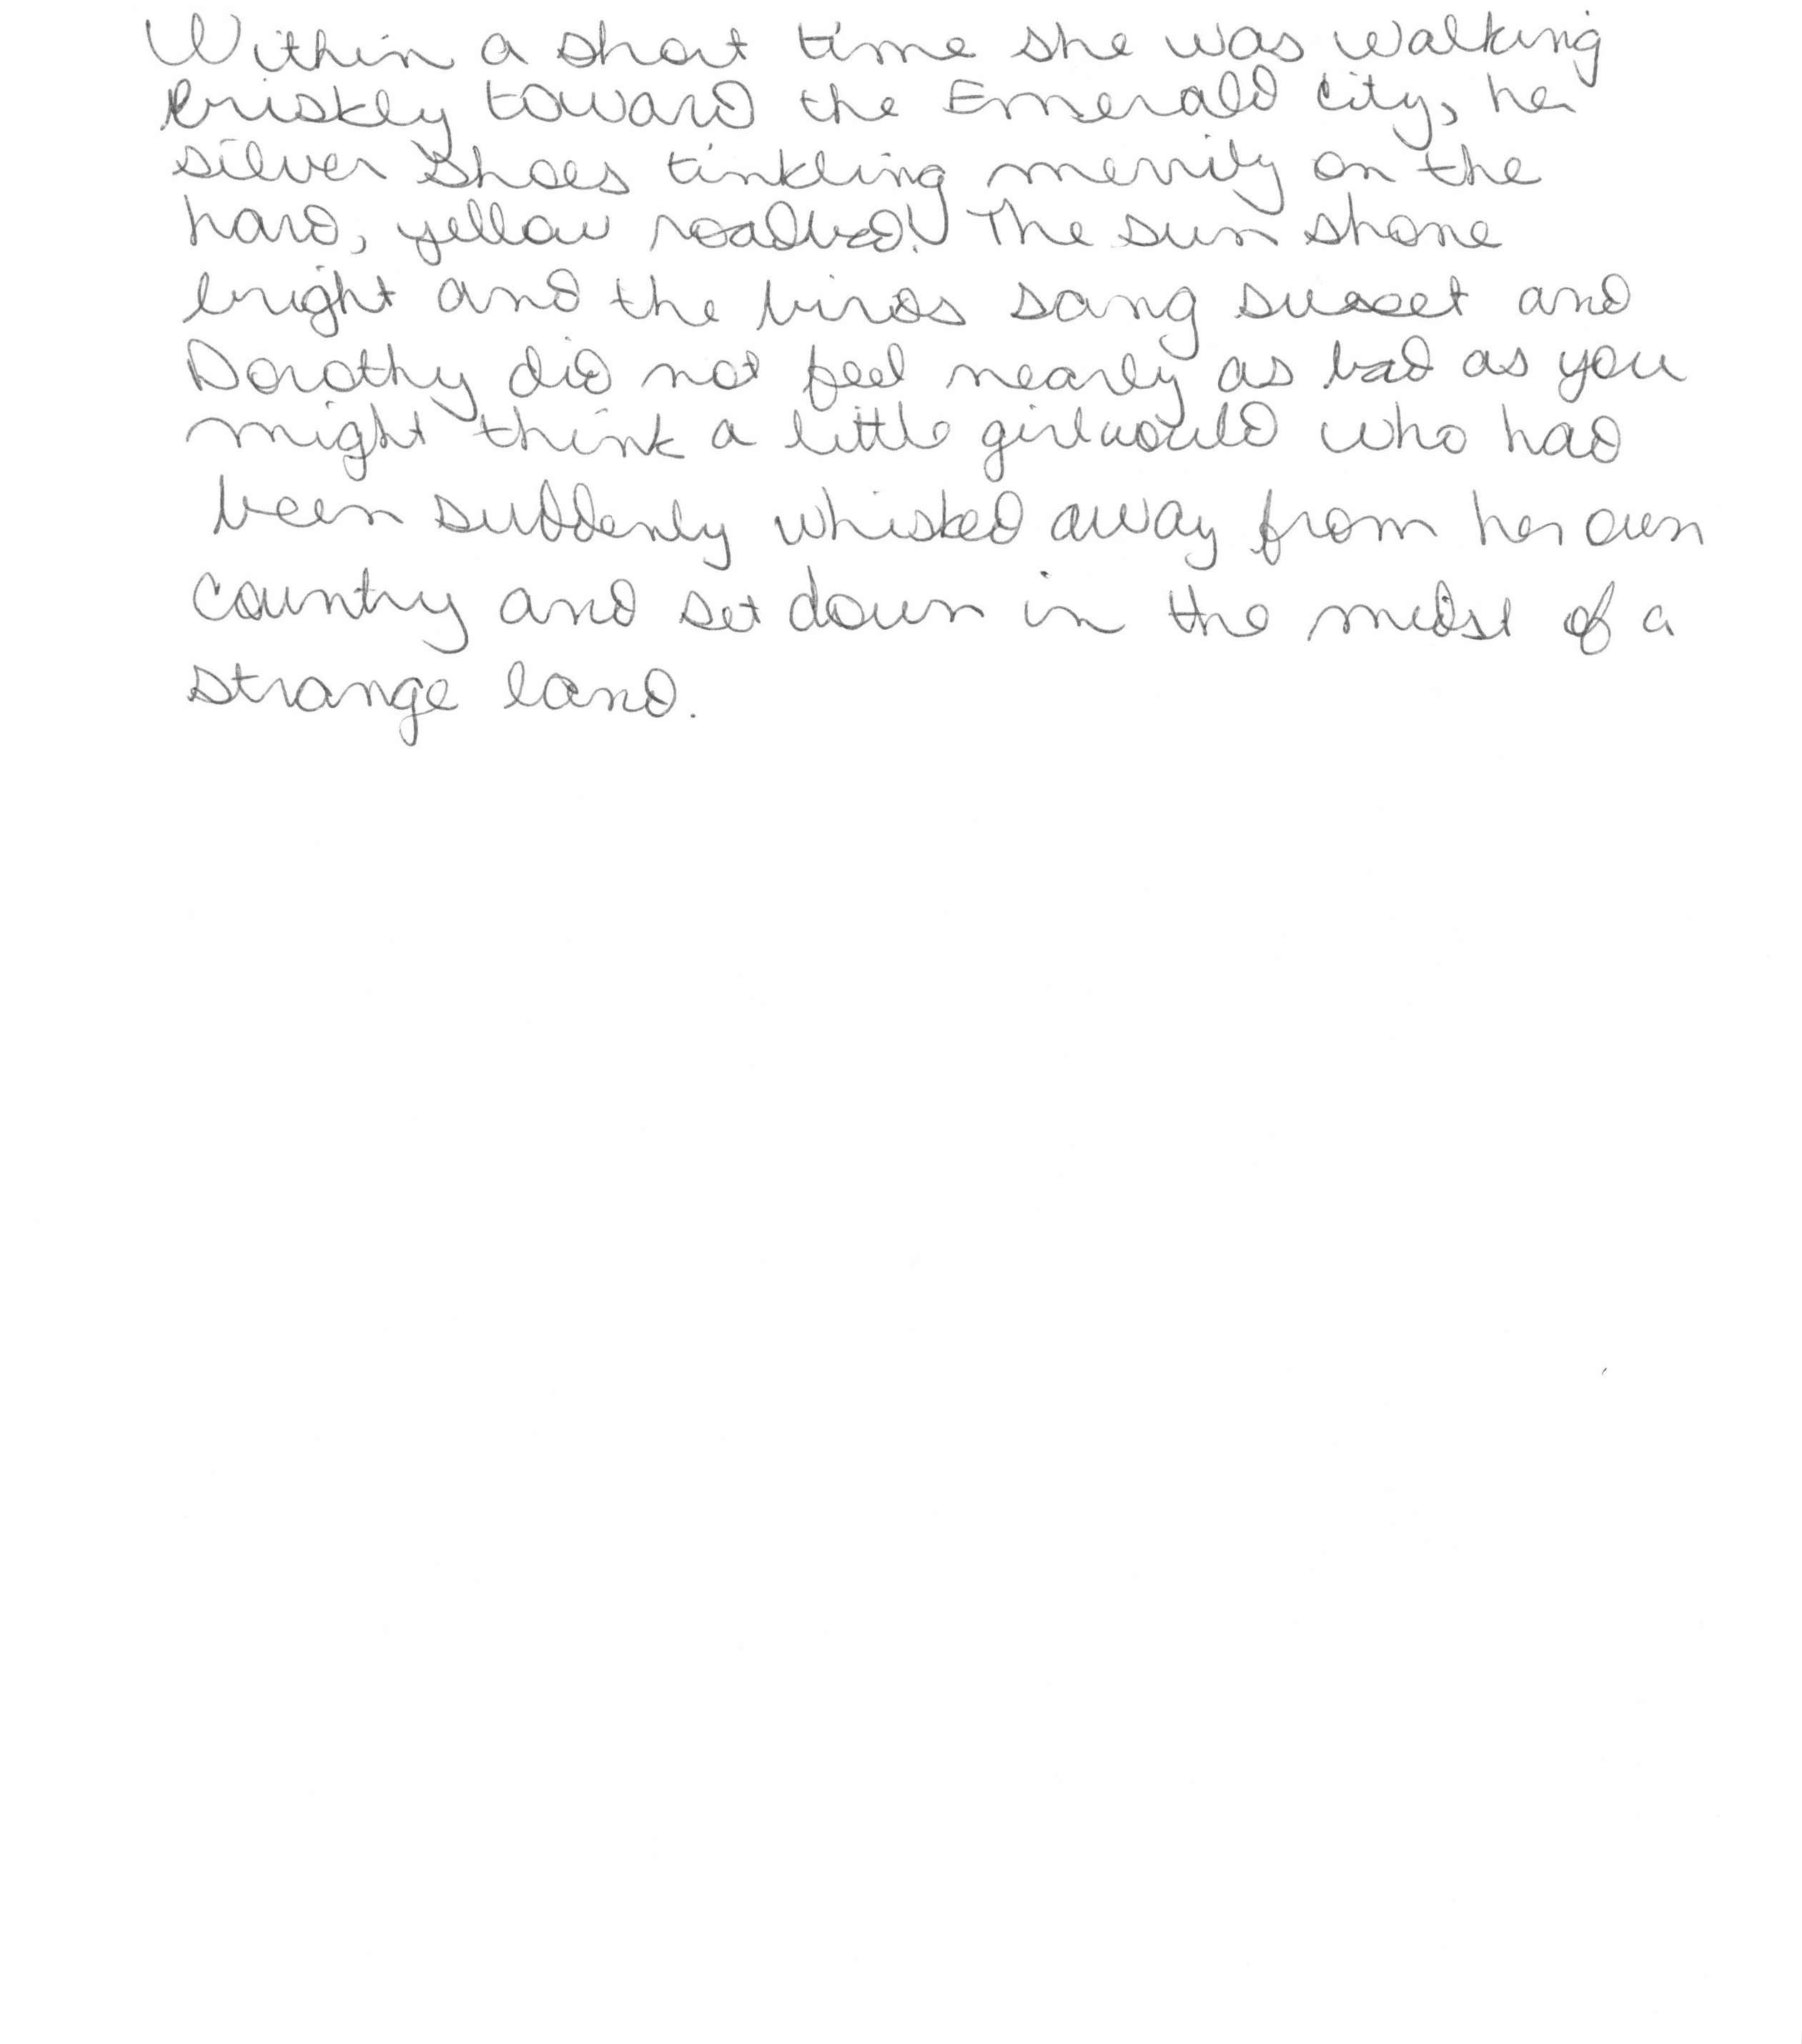 Within a short time she was walking
briskly toward the Emerald City, her
silver shoes tinkling merrily on the
hard, yellow roadbed. The sun shone
bright and the birds sang sweet and
Dorothy did not feel nearly as bad as you
might think a little girl would who had
been suddenly whisked away from her own
country and set down in the midst of a
strange land.